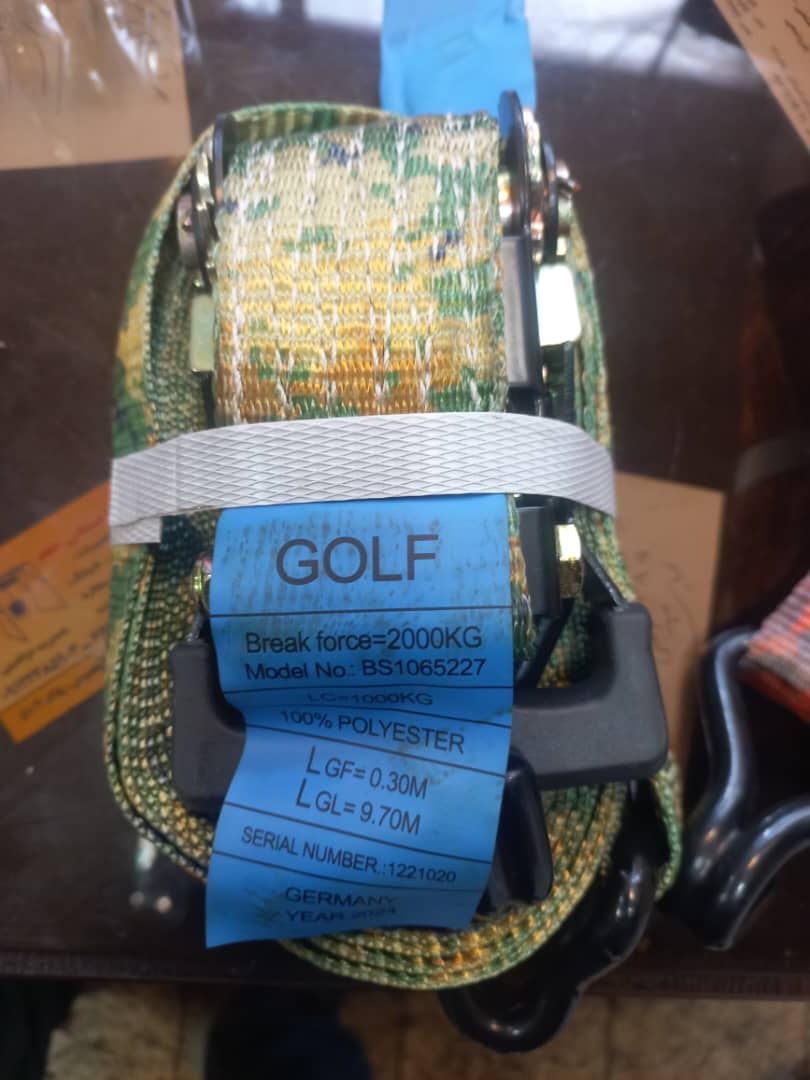 GOLF
Break force=2000KG
Model No.: BS1065227
LC=1000KG
100% POLYESTER
LGF= 0.30M
LGL= 9.70M
SERIAL NUMBER.:1221020
GERMANY
YEAR 2024